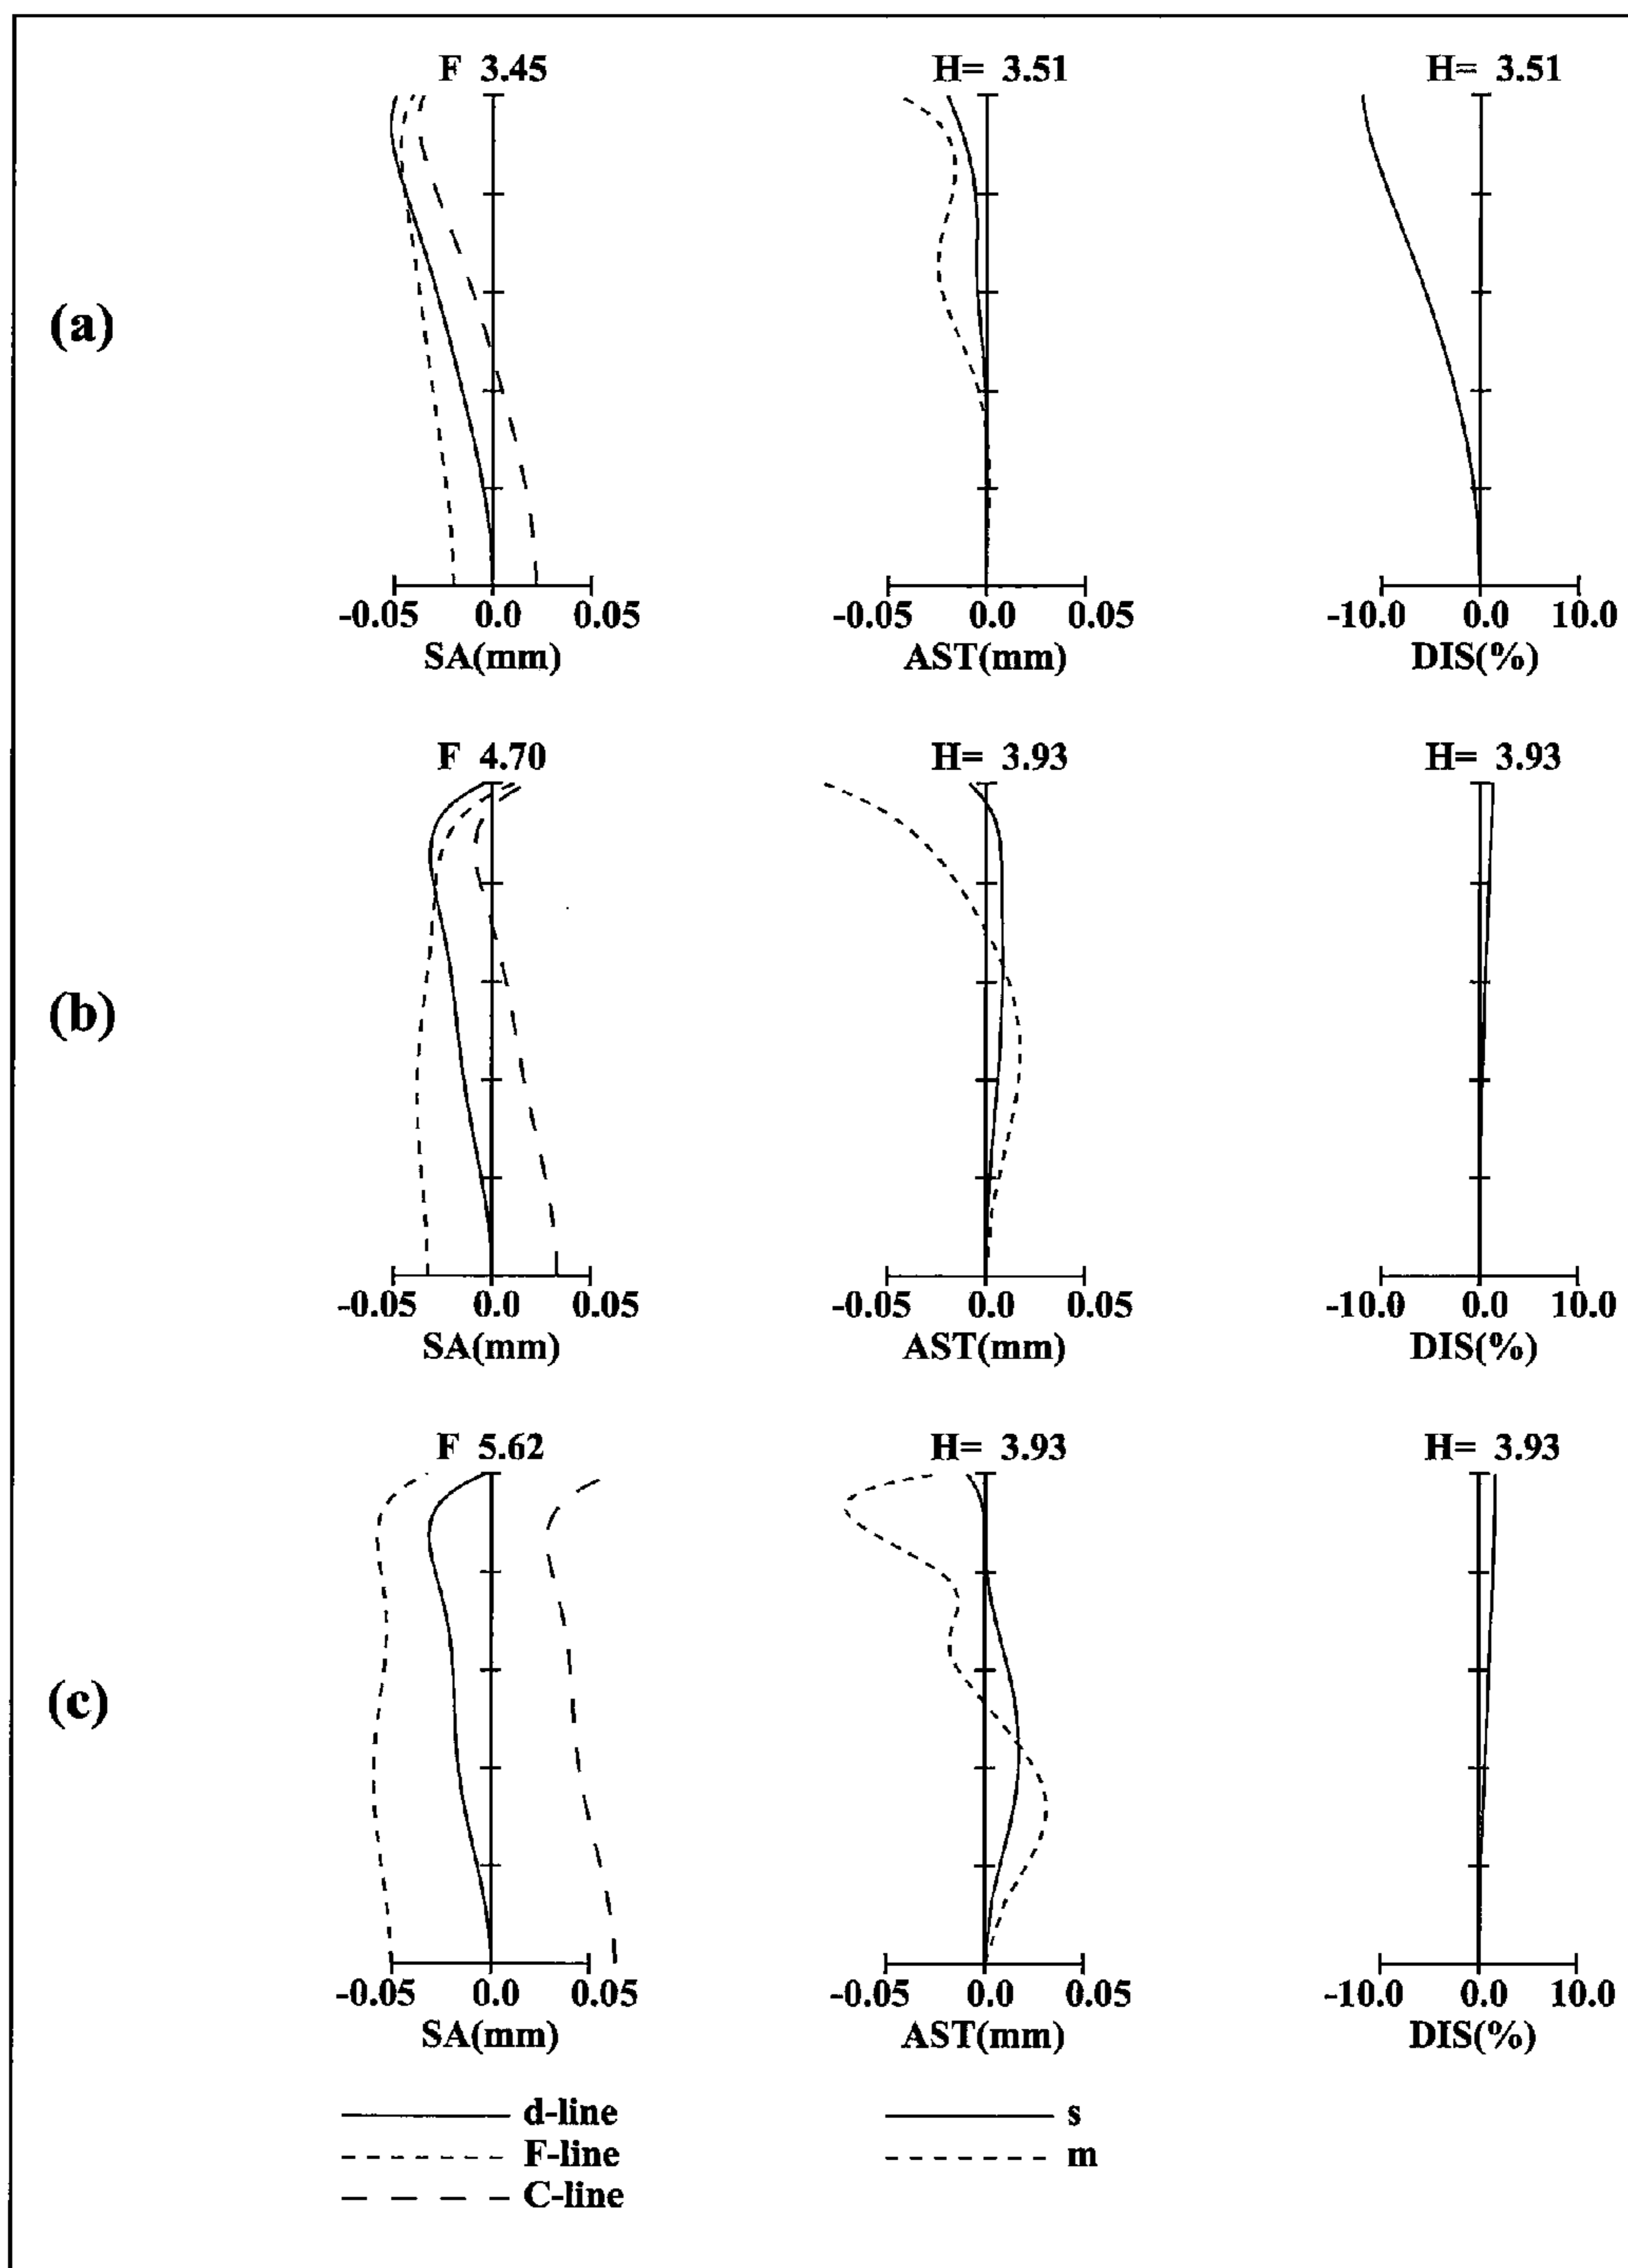 F 3.45 H= 3.51 H= 3.51
(a)
-0.05 0.0 0.05 -0.05 0.0 0.05 -10.0 0.0 10.0
SA(mm) AST(mm) DIS(%)
F 4.70 H= 3.93 H= 3.93
(b)
-0.05 0.0 0.05 -0.05 0.0 0.05 -10.0 0.0 10.0
SA(mm) AST(mm) DIS(%)
F 5.62 H= 3.93 H= 3.93
(c)
-0.05 0.0 0.05 -0.05 0.0 0.05 -10.0 0.0 10.0
SA(mm) AST(mm) DIS(%)
d-line s
F-line m
C-line